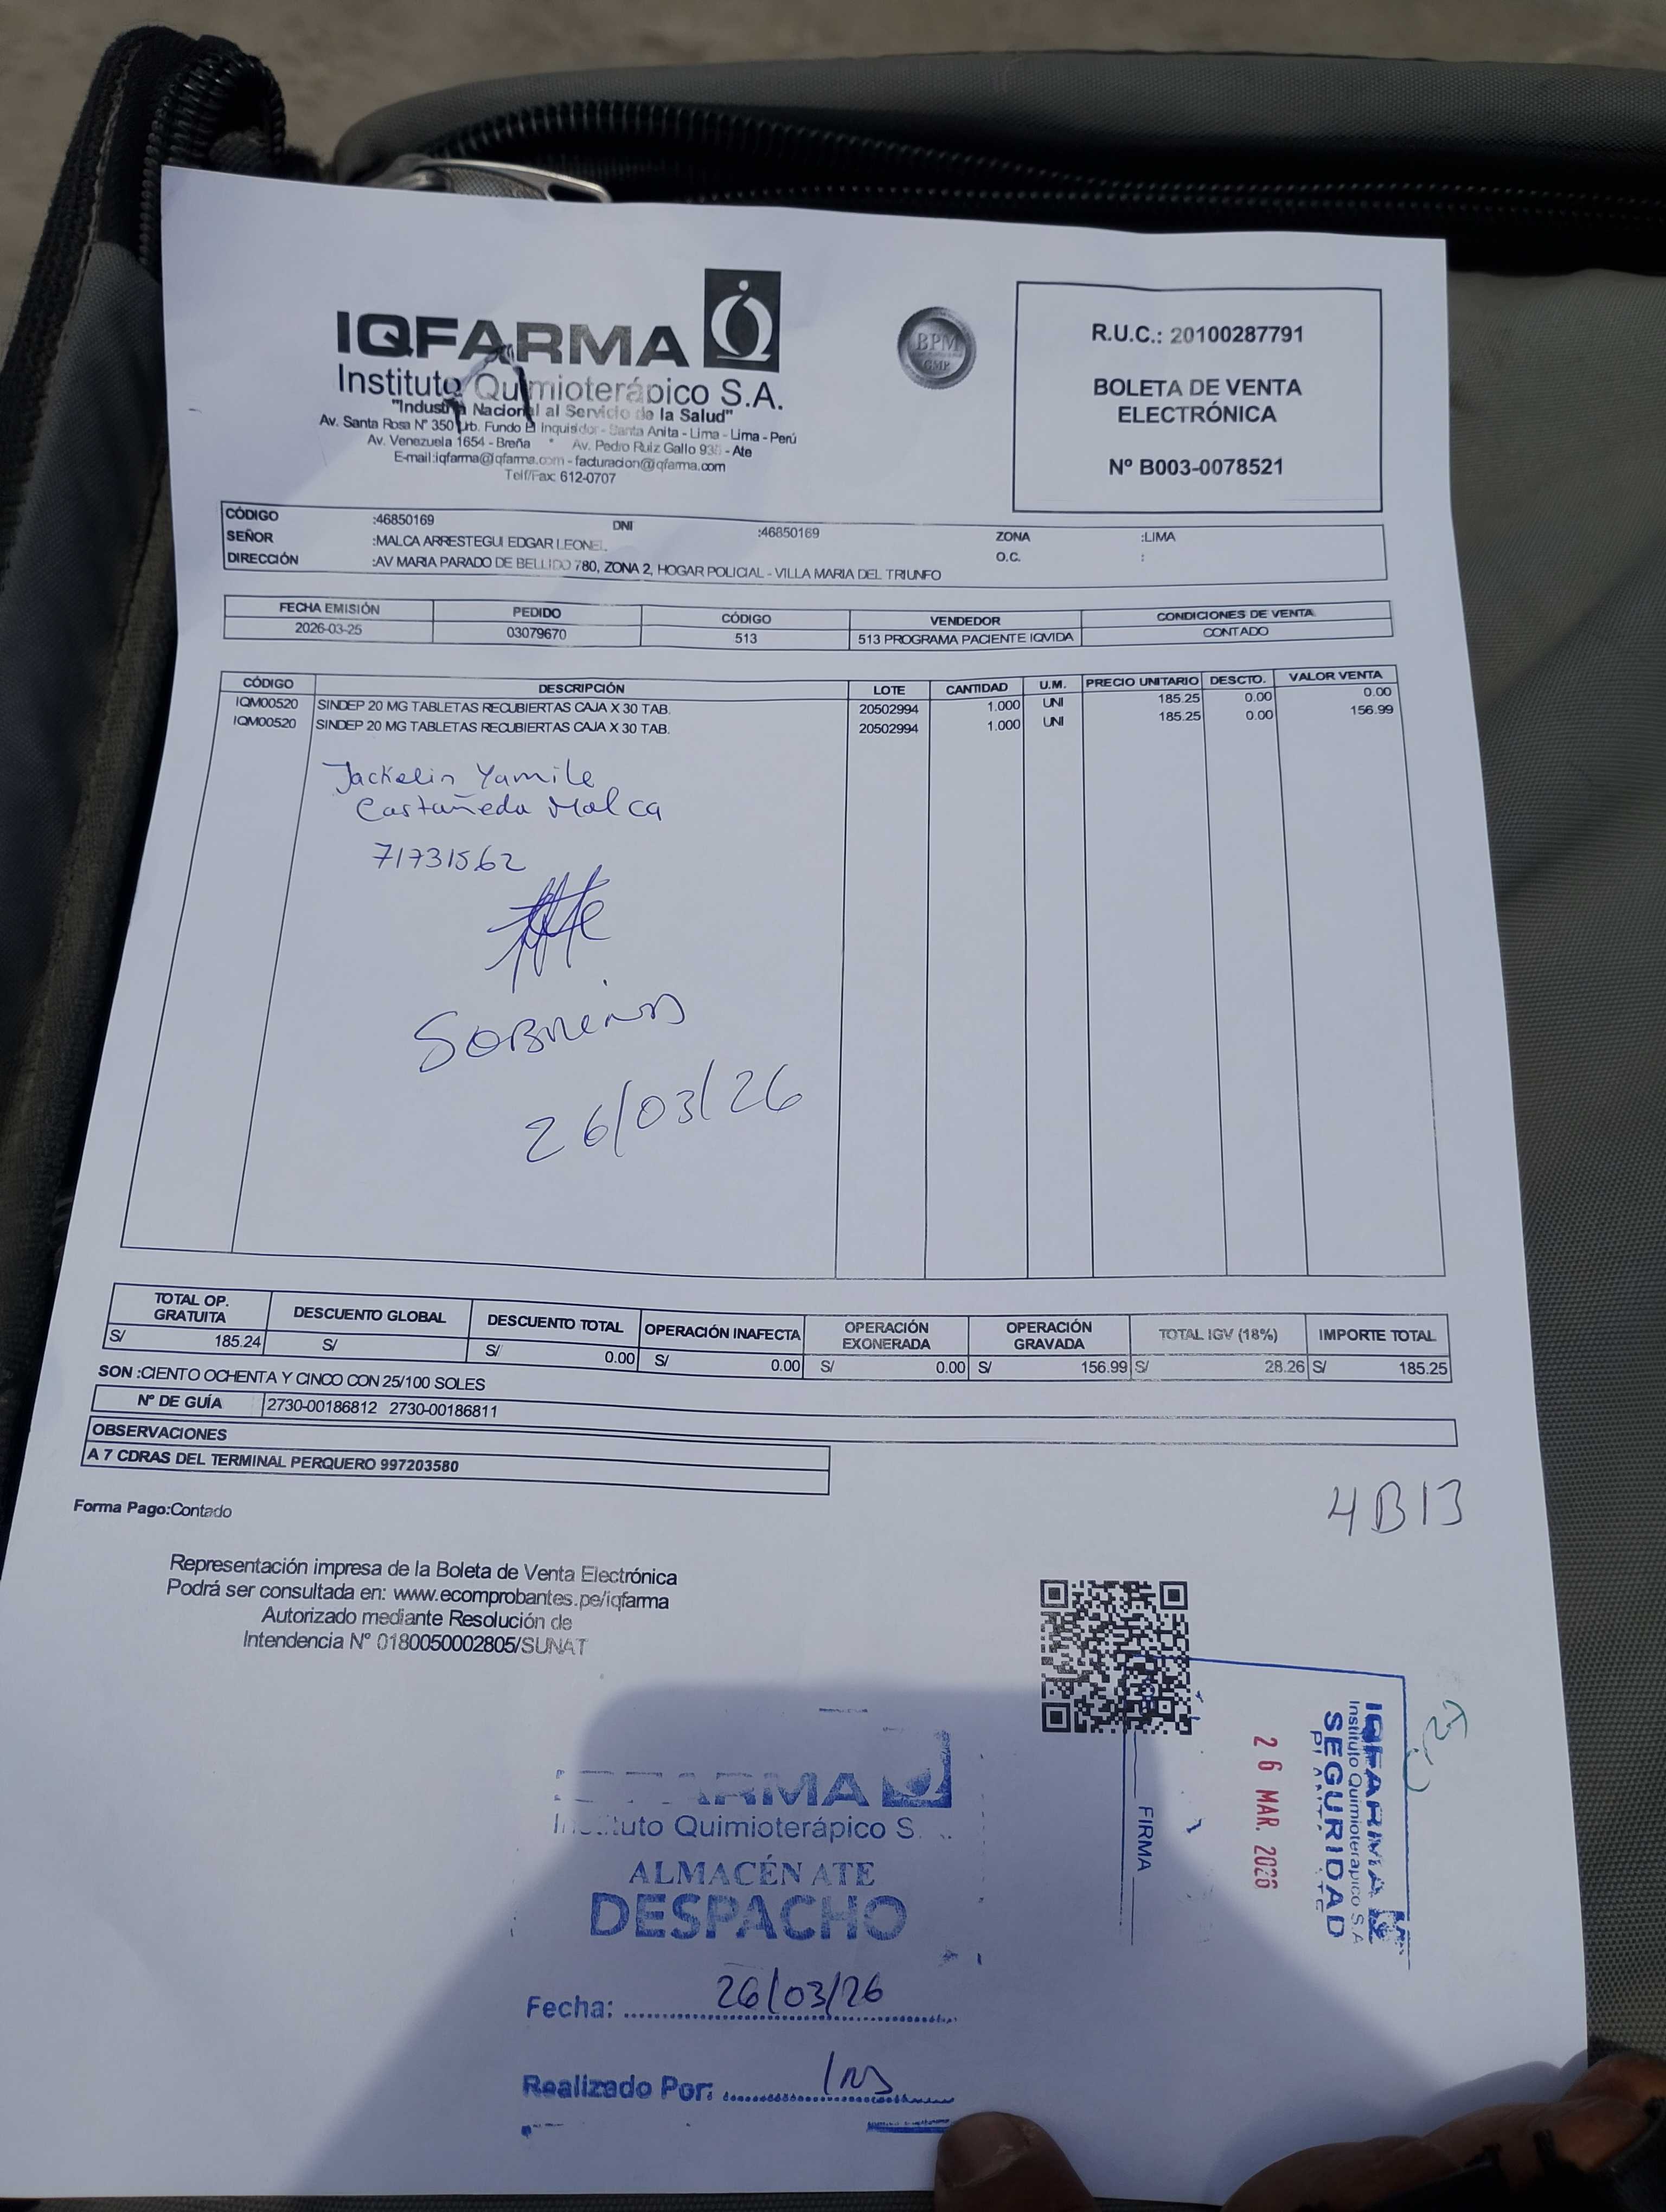 IQFARMA
Instituto Quimioterápico S.A.
"Industria Nacional al Servicio de la Salud"
Av. Santa Rosa N° 350 Urb. Fundo El Inquisidor - Santa Anita - Lima - Lima - Perú
Av. Venezuela 1654 - Breña * Av. Pedro Ruiz Gallo - Ate
E-mail:iqfarma@iqfarma.com - facturacion@iqfarma.com
Telf/Fax: 612-0707
BPM
GMP
R.U.C.: 20100287791
BOLETA DE VENTA
ELECTRÓNICA
Nº B003-0078521
CÓDIGO :46850169 DNI :46850169 ZONA :LIMA
SEÑOR :MALCA ARRESTEGUI EDGAR LEONEL O.C. :
DIRECCIÓN :AV MARIA PARADO DE BELLIDO 780, ZONA 2, HOGAR POLICIAL - VILLA MARIA DEL TRIUNFO
FECHA EMISIÓN PEDIDO CÓDIGO VENDEDOR CONDICIONES DE VENTA
2026-03-25 03079670 513 513 PROGRAMA PACIENTE IQVIDA CONTADO
CÓDIGO DESCRIPCIÓN LOTE CANTIDAD U.M. PRECIO UNITARIO DESCTO. VALOR VENTA
IQM00520 SINDEP 20 MG TABLETAS RECUBIERTAS CAJA X 30 TAB. 20502994 1.000 UNI 185.25 0.00 0.00
IQM00520 SINDEP 20 MG TABLETAS RECUBIERTAS CAJA X 30 TAB. 20502994 1.000 UNI 185.25 0.00 156.99
Jackelin Yamile
Castañeda Malca
71731562
26/03/26
TOTAL OP. GRATUITA DESCUENTO GLOBAL DESCUENTO TOTAL OPERACIÓN INAFECTA OPERACIÓN EXONERADA OPERACIÓN GRAVADA TOTAL IGV (18%) IMPORTE TOTAL
S/ 185.24 S/ S/ 0.00 S/ 0.00 S/ 0.00 S/ 156.99 S/ 28.26 S/ 185.25
SON :CIENTO OCHENTA Y CINCO CON 25/100 SOLES
Nº DE GUÍA 2730-00186812 2730-00186811
OBSERVACIONES
A 7 CDRAS DEL TERMINAL PERQUERO 997203580
4B13
Forma Pago:Contado
Representación impresa de la Boleta de Venta Electrónica
Podrá ser consultada en: www.ecomprobantes.pe/iqfarma
Autorizado mediante Resolución de
Intendencia N° 0180050002805/SUNAT
IQFARMA
Instituto Quimioterápico S.A
SEGURIDAD
26 MAR. 2026
FIRMA
Instituto Quimioterápico S.
ALMACÉN ATE
DESPACHO
Fecha: 26/03/26
Realizado Por: